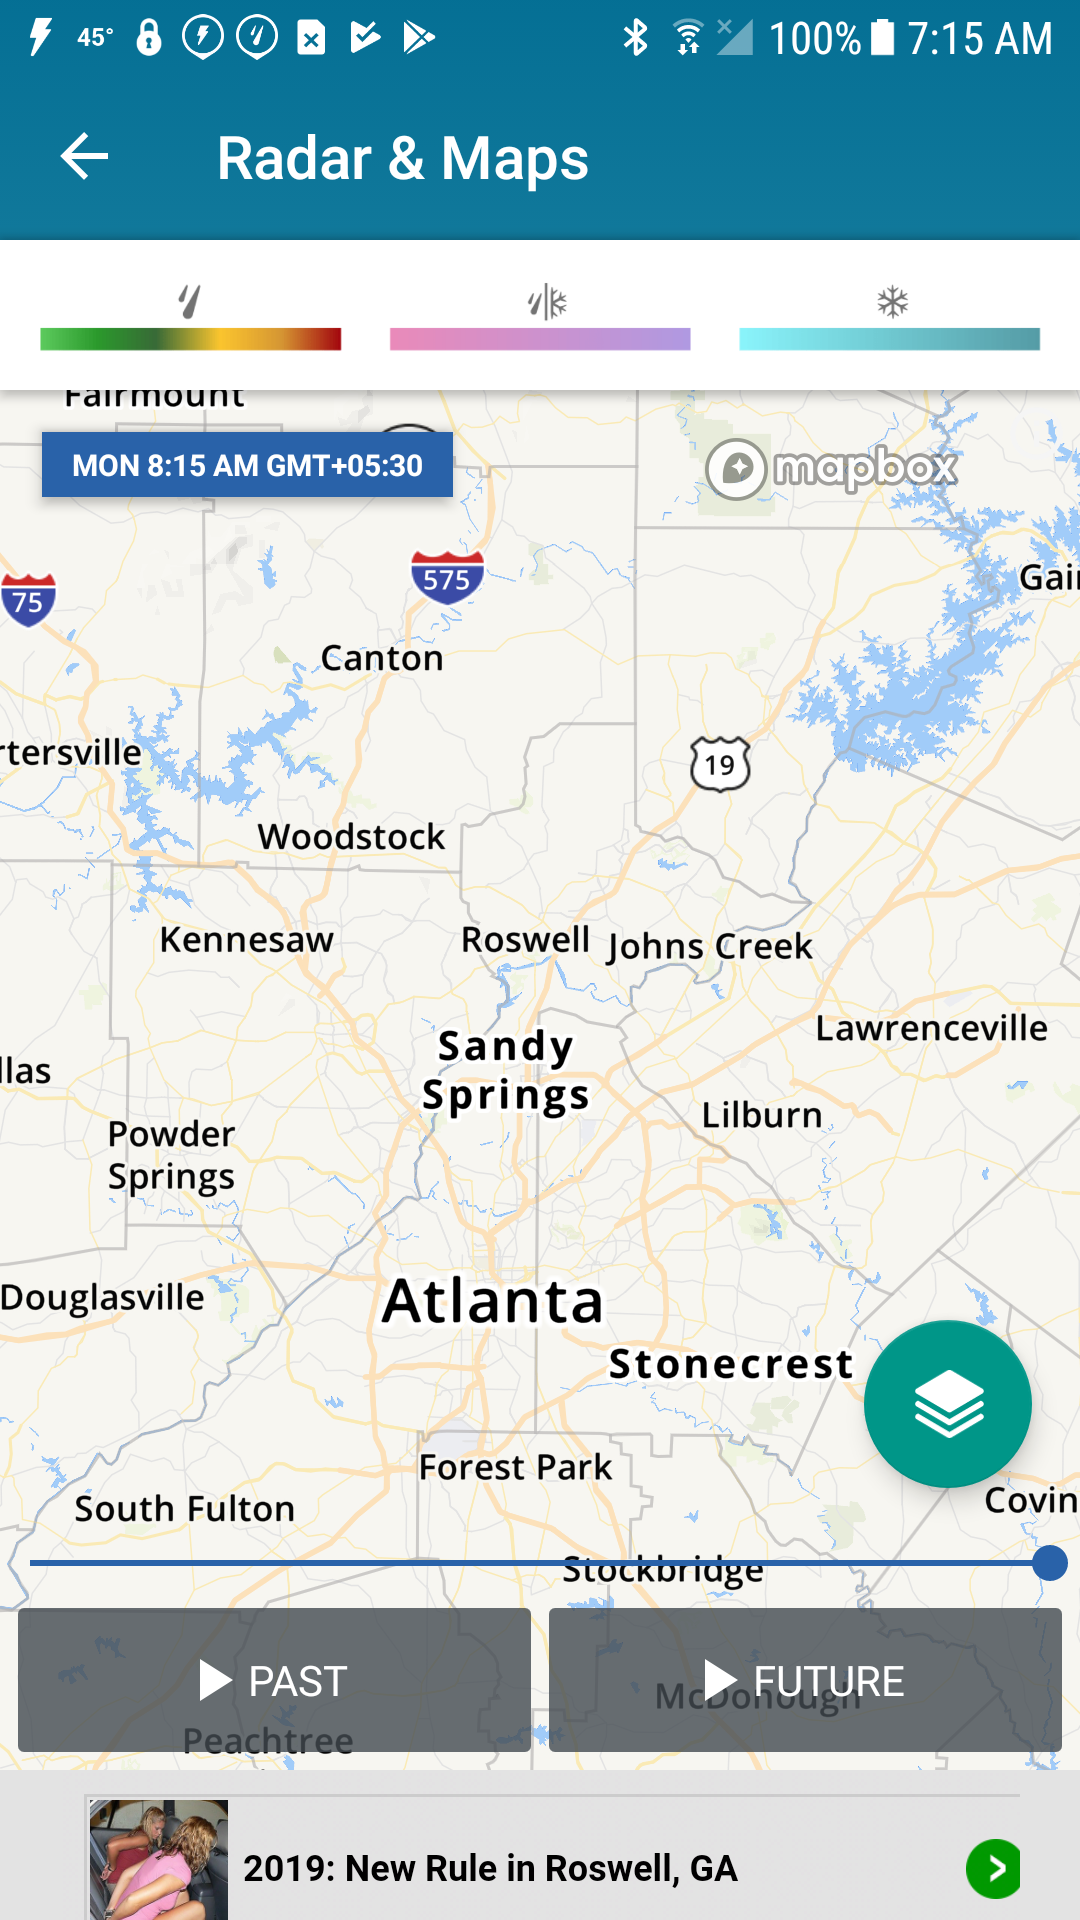 45°
100%
7:15 AM
Radar & Maps
Fairmount
MON 8:15 AM GMT+05:30
mapbox
575
75
Gai
Canton
rtersville
19
Woodstock
Kennesaw
Roswell
Johns Creek
Lawrenceville
Sandy
Springs
llas
Lilburn
Powder
Springs
Douglasville
Atlanta
Stonecrest
Forest Park
Covin
South Fulton
Stockbridge
PAST
FUTURE
McDonough
Peachtree
2019: New Rule in Roswell, GA